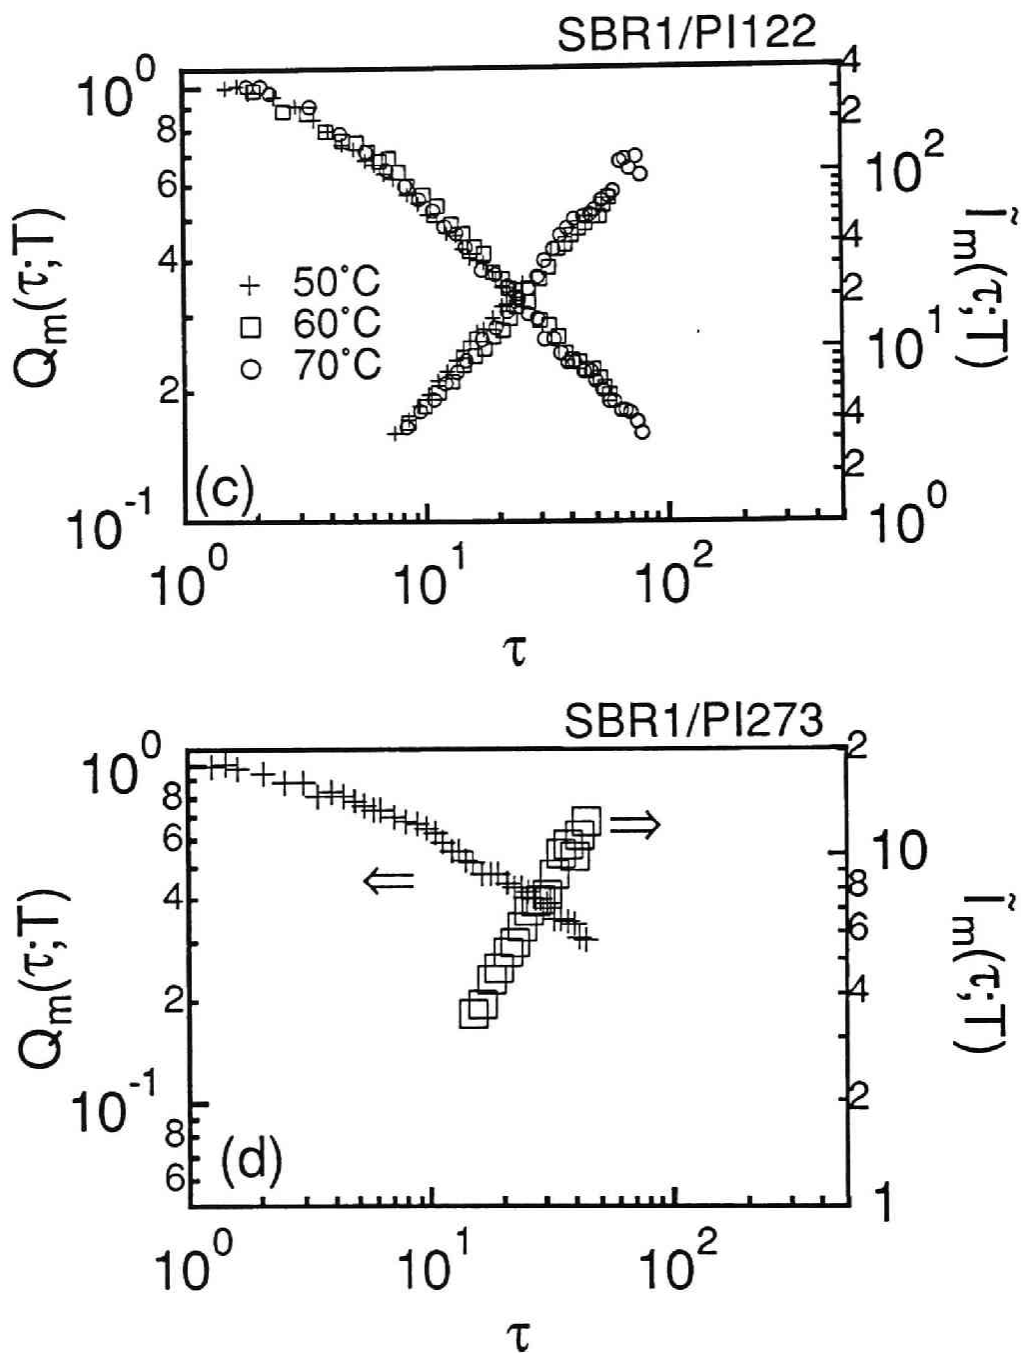 SBR1/PI122
10^0
8
6
4
2
10^-1
Q_m(τ;T)
+ 50°C
□ 60°C
○ 70°C
(c)
4
2
10^2
4
2
10^1
4
2
10^0
Ĩ_m(τ;T)
10^0 10^1 10^2
τ
SBR1/PI273
10^0
8
6
4
2
10^-1
8
6
Q_m(τ;T)
(d)
2
10
8
6
4
2
1
Ĩ_m(τ;T)
10^0 10^1 10^2
τ